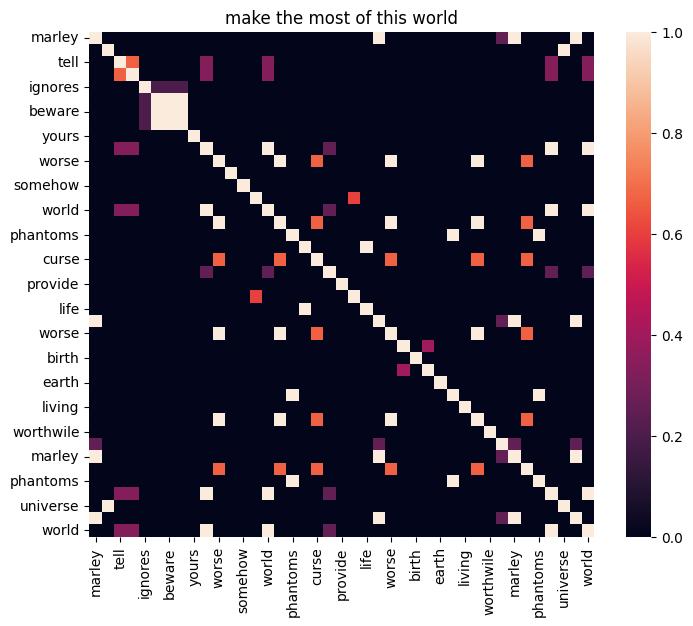 make the most of this world
marley
tell
ignores
beware
yours
worse
somehow
world
phantoms
curse
provide
life
worse
birth
earth
living
worthwile
marley
phantoms
universe
world
1.0
0.8
0.6
0.4
0.2
0.0
marley
tell
ignores
beware
yours
worse
somehow
world
phantoms
curse
provide
life
worse
birth
earth
living
worthwile
marley
phantoms
universe
world